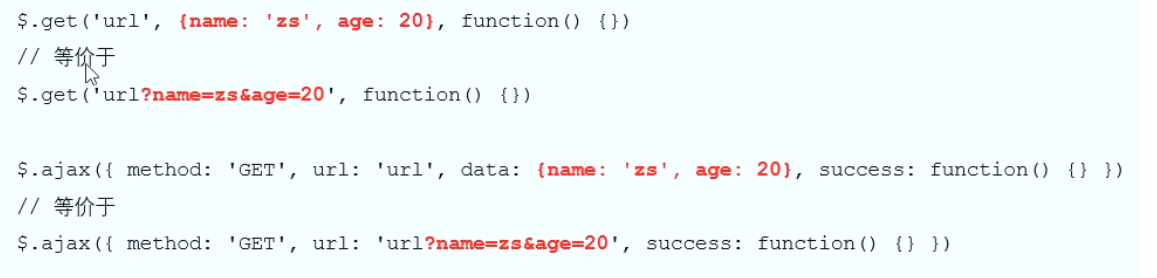 $.get('url', {name: 'zs', age: 20}, function() {})
// 等价于
$.get('url?name=zs&age=20', function() {})
$.ajax({ method: 'GET', url: 'url', data: {name: 'zs', age: 20}, success: function() {} })
// 等价于
$.ajax({ method: 'GET', url: 'url?name=zs&age=20', success: function() {} })